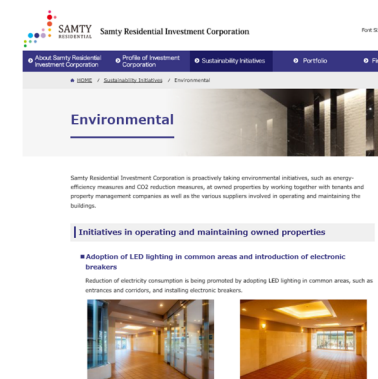 SAMTY
RESIDENTIAL
Samty Residential Investment Corporation
Font Si
About Samty Residential
Investment Corporation
Profile of Investment
Corporation
Sustainability Initiatives
Portfolio
Fi
HOME / Sustainability Initiatives / Environmental
Environmental
Samty Residential Investment Corporation is proactively taking environmental initiatives, such as energy-
efficiency measures and CO2 reduction measures, at owned properties by working together with tenants and
property management companies as well as the various suppliers involved in operating and maintaining the
buildings.
Initiatives in operating and maintaining owned properties
■Adoption of LED lighting in common areas and introduction of electronic
breakers
Reduction of electricity consumption is being promoted by adopting LED lighting in common areas, such as
entrances and corridors, and installing electronic breakers.